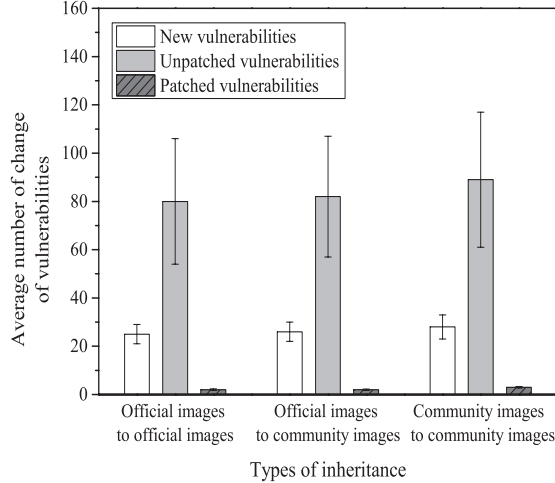 160
140
120
100
80
60
40
20
0
Average number of change
of vulnerabilities
New vulnerabilities
Unpatched vulnerabilities
Patched vulnerabilities
Official images
to official images
Official images
to community images
Community images
to community images
Types of inheritance